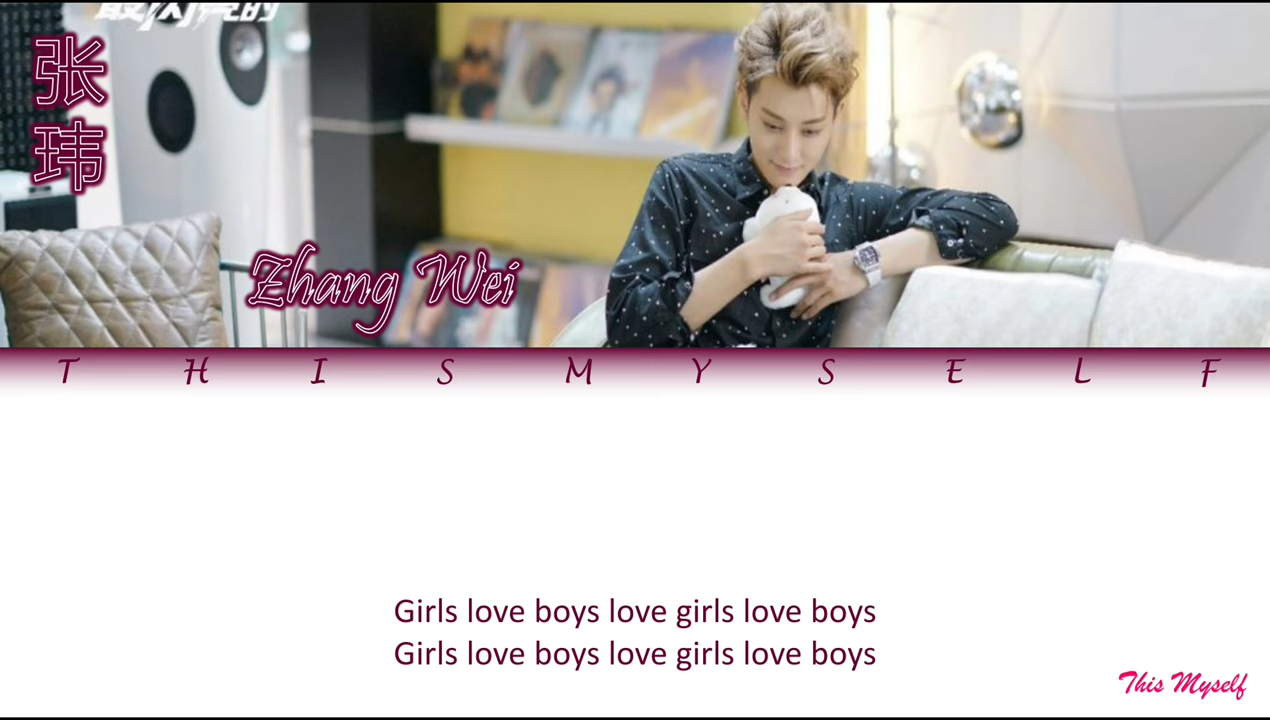 张
玮
Zhang Wei
T H I S M Y S E L F
Girls love boys love girls love boys
Girls love boys love girls love boys
This Myself